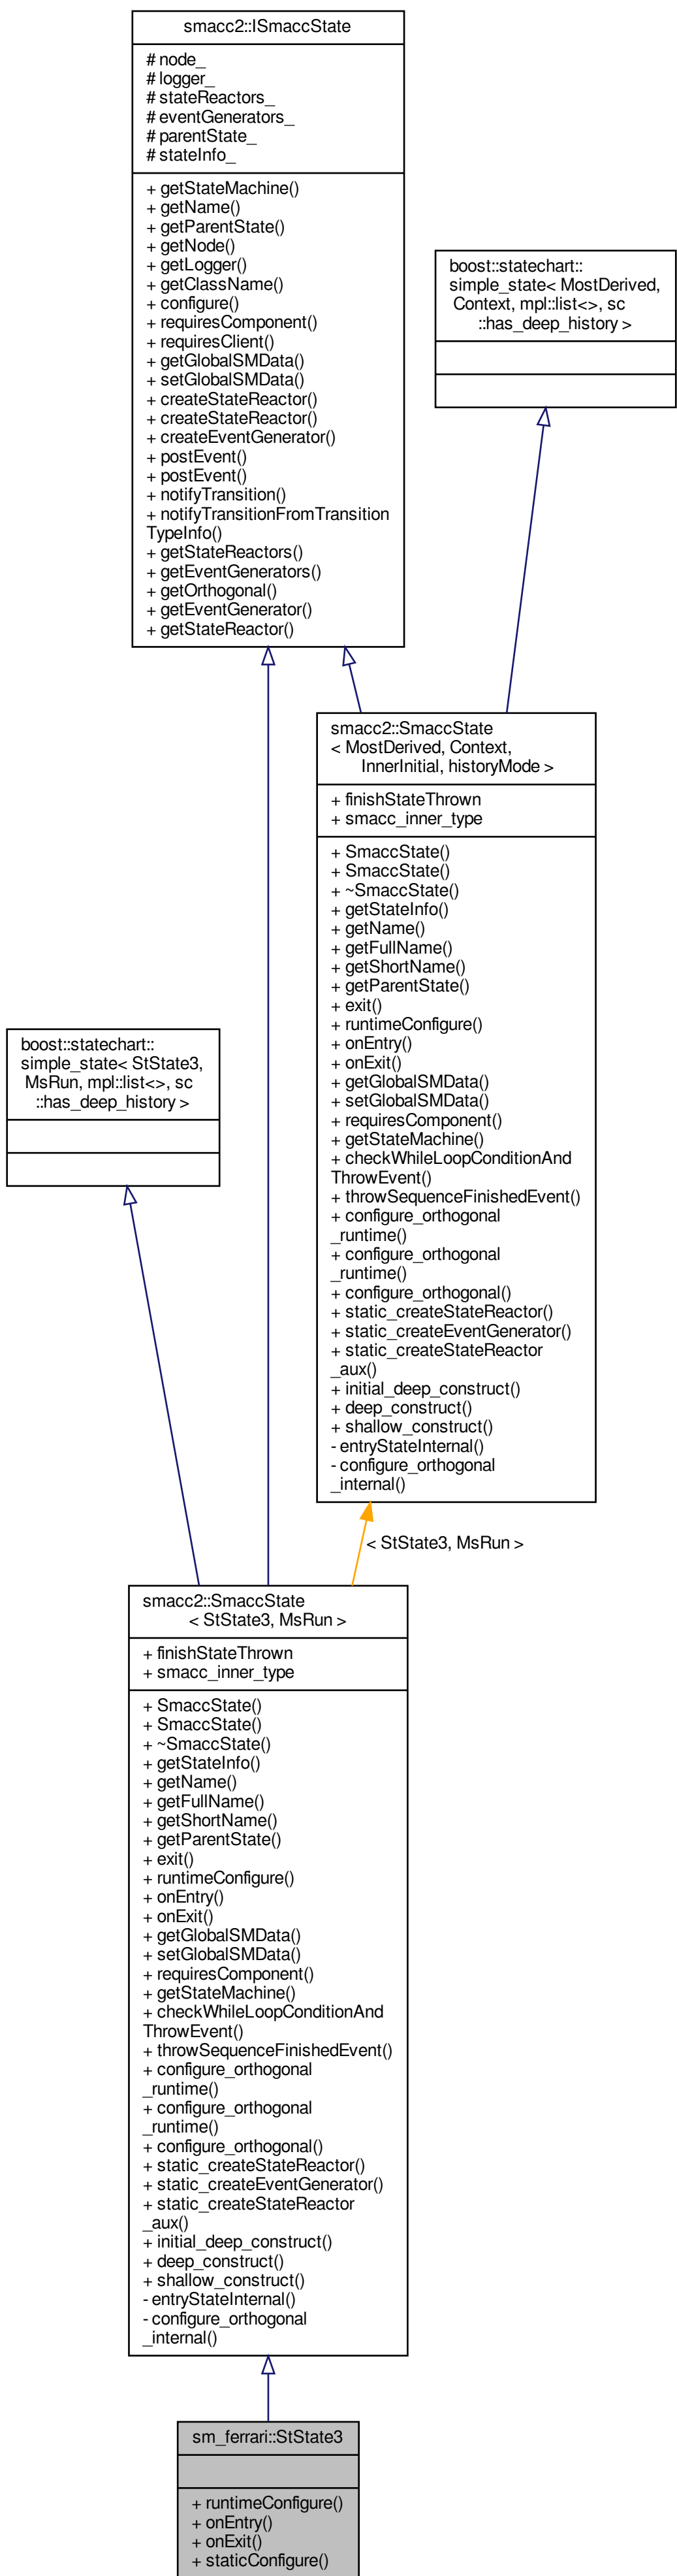 smacc2::ISmaccState
# node_
# logger_
# stateReactors_
# eventGenerators_
# parentState_
# stateInfo_
+ getStateMachine()
+ getName()
+ getParentState()
+ getNode()
+ getLogger()
+ getClassName()
+ configure()
+ requiresComponent()
+ requiresClient()
+ getGlobalSMData()
+ setGlobalSMData()
+ createStateReactor()
+ createStateReactor()
+ createEventGenerator()
+ postEvent()
+ postEvent()
+ notifyTransition()
+ notifyTransitionFromTransition
TypeInfo()
+ getStateReactors()
+ getEventGenerators()
+ getOrthogonal()
+ getEventGenerator()
+ getStateReactor()
boost::statechart::
simple_state< MostDerived,
Context, mpl::list<>, sc
::has_deep_history >
smacc2::SmaccState
< MostDerived, Context,
InnerInitial, historyMode >
+ finishStateThrown
+ smacc_inner_type
+ SmaccState()
+ SmaccState()
+ ~SmaccState()
+ getStateInfo()
+ getName()
+ getFullName()
+ getShortName()
+ getParentState()
+ exit()
+ runtimeConfigure()
+ onEntry()
+ onExit()
+ getGlobalSMData()
+ setGlobalSMData()
+ requiresComponent()
+ getStateMachine()
+ checkWhileLoopConditionAnd
ThrowEvent()
+ throwSequenceFinishedEvent()
+ configure_orthogonal
_runtime()
+ configure_orthogonal
_runtime()
+ configure_orthogonal()
+ static_createStateReactor()
+ static_createEventGenerator()
+ static_createStateReactor
_aux()
+ initial_deep_construct()
+ deep_construct()
+ shallow_construct()
- entryStateInternal()
- configure_orthogonal
_internal()
boost::statechart::
simple_state< StState3,
MsRun, mpl::list<>, sc
::has_deep_history >
< StState3, MsRun >
smacc2::SmaccState
< StState3, MsRun >
+ finishStateThrown
+ smacc_inner_type
+ SmaccState()
+ SmaccState()
+ ~SmaccState()
+ getStateInfo()
+ getName()
+ getFullName()
+ getShortName()
+ getParentState()
+ exit()
+ runtimeConfigure()
+ onEntry()
+ onExit()
+ getGlobalSMData()
+ setGlobalSMData()
+ requiresComponent()
+ getStateMachine()
+ checkWhileLoopConditionAnd
ThrowEvent()
+ throwSequenceFinishedEvent()
+ configure_orthogonal
_runtime()
+ configure_orthogonal
_runtime()
+ configure_orthogonal()
+ static_createStateReactor()
+ static_createEventGenerator()
+ static_createStateReactor
_aux()
+ initial_deep_construct()
+ deep_construct()
+ shallow_construct()
- entryStateInternal()
- configure_orthogonal
_internal()
sm_ferrari::StState3
+ runtimeConfigure()
+ onEntry()
+ onExit()
+ staticConfigure()